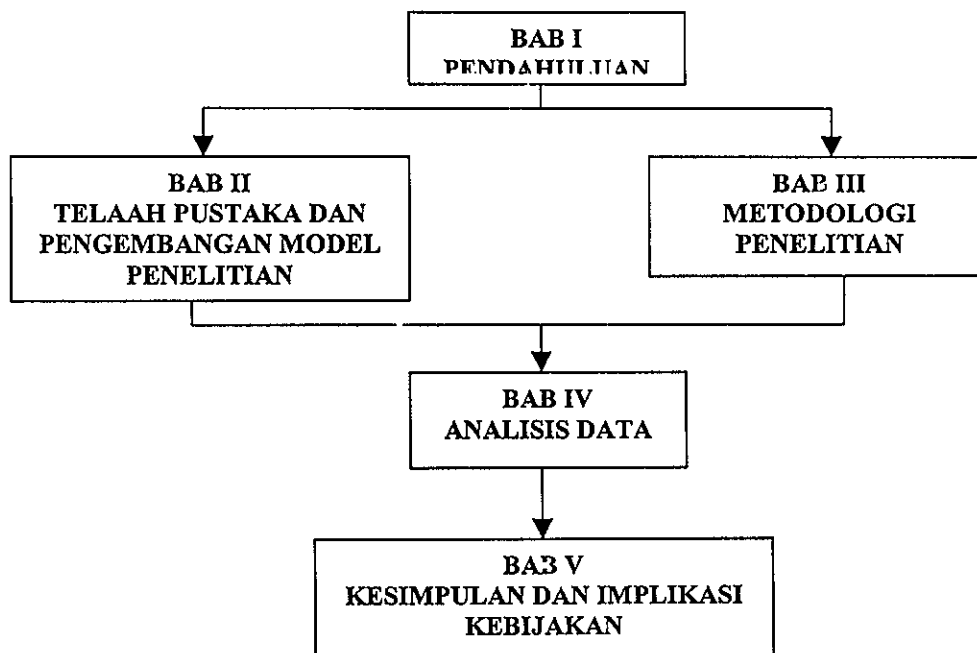 BAB I
PENDAHULUAN
BAB II
TELAAH PUSTAKA DAN
PENGEMBANGAN MODEL
PENELITIAN
BAB III
METODOLOGI
PENELITIAN
BAB IV
ANALISIS DATA
BAB V
KESIMPULAN DAN IMPLIKASI
KEBIJAKAN